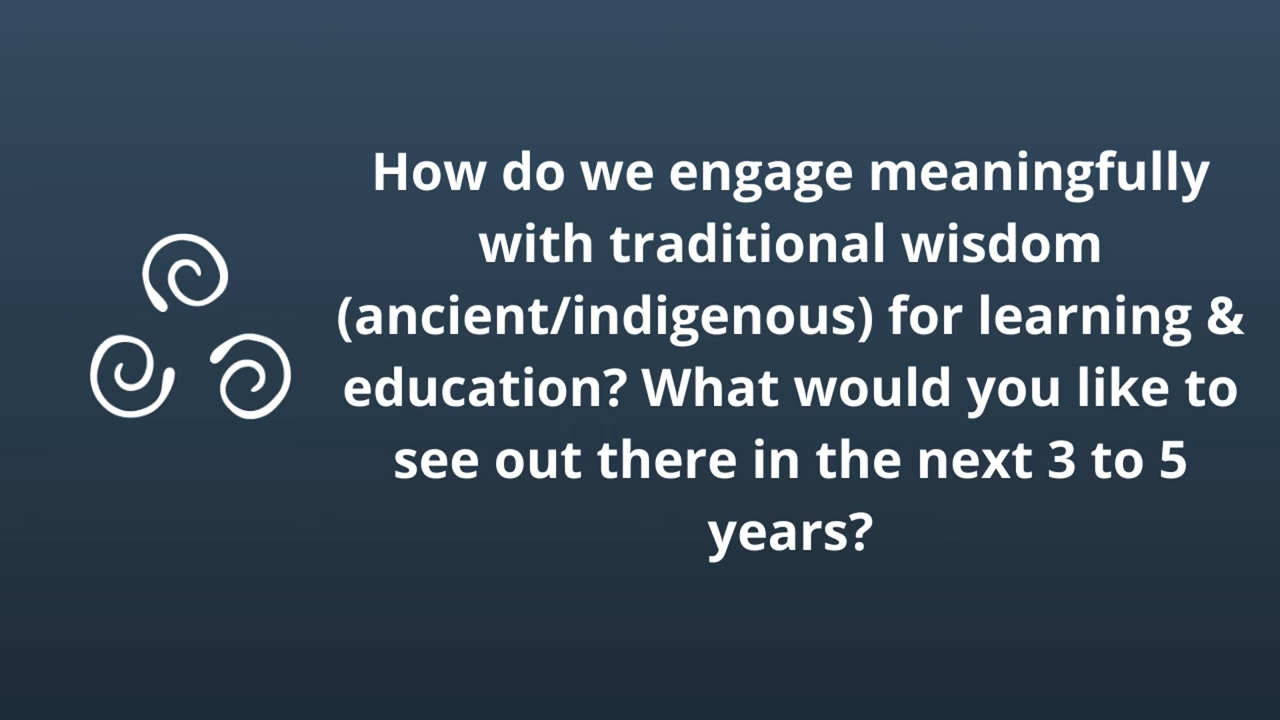 How do we engage meaningfully
with traditional wisdom
(ancient/indigenous) for learning &
education? What would you like to
see out there in the next 3 to 5
years?